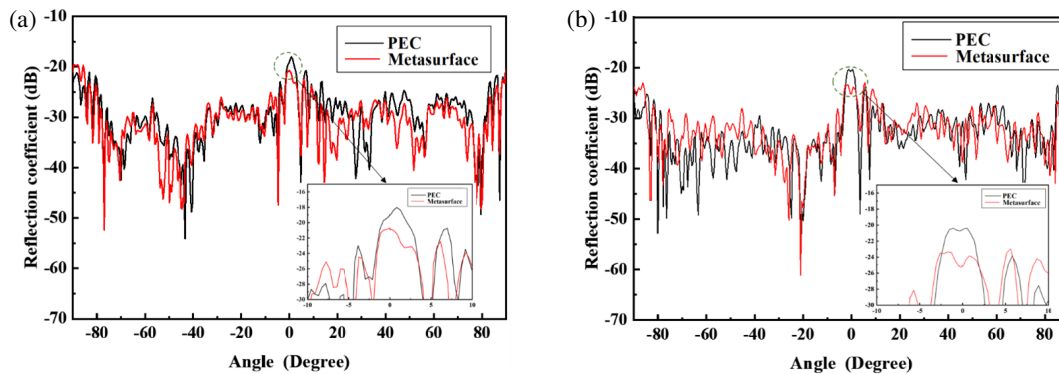 (a)
-10
-20
-30
-40
-50
-60
-70
Reflection coefficient (dB)
PEC
Metasurface
-16
-18
-20
-22
-24
-26
-28
-30
PEC
Metasurface
-10 -5 0 5 10
-80 -60 -40 -20 0 20 40 60 80
Angle (Degree)
(b)
-10
-20
-30
-40
-50
-60
-70
Reflection coefficient (dB)
PEC
Metasurface
-16
-18
-20
-22
-24
-26
-28
-30
PEC
Metasurface
-10 -5 0 5 10
-80 -60 -40 -20 0 20 40 60 80
Angle (Degree)